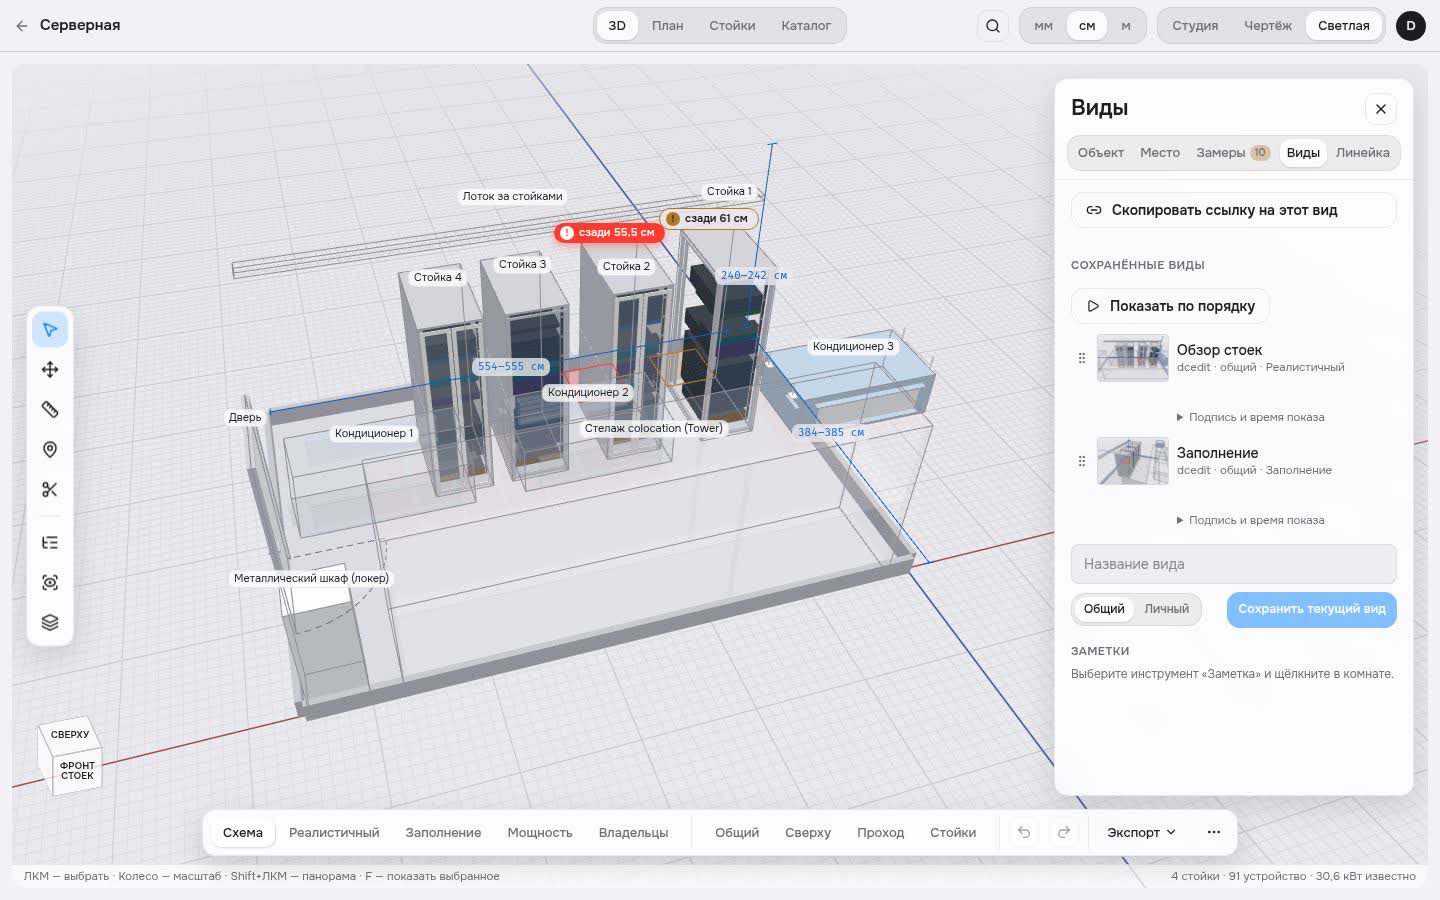 Серверная
3D План Стойки Каталог
мм см м
Студия Чертёж Светлая
D
Виды
Объект Место Замеры 10 Виды Линейка
Скопировать ссылку на этот вид
СОХРАНЁННЫЕ ВИДЫ
Показать по порядку
Обзор стоек
dcedit · общий · Реалистичный
Подпись и время показа
Заполнение
dcedit · общий · Заполнение
Подпись и время показа
Название вида
Общий Личный
Сохранить текущий вид
ЗАМЕТКИ
Выберите инструмент «Заметка» и щёлкните в комнате.
Стойка 1
Лоток за стойками
! сзади 61 см
! сзади 55,5 см
Стойка 4
Стойка 3
Стойка 2
240–242 см
Кондиционер 3
554–555 см
Кондиционер 2
Дверь
Кондиционер 1
Стелаж colocation (Tower)
384–385 см
Металлический шкаф (локер)
СВЕРХУ
ФРОНТ
СТОЕК
Схема Реалистичный Заполнение Мощность Владельцы Общий Сверху Проход Стойки Экспорт
ЛКМ — выбрать · Колесо — масштаб · Shift+ЛКМ — панорама · F — показать выбранное
4 стойки · 91 устройство · 30,6 кВт известно